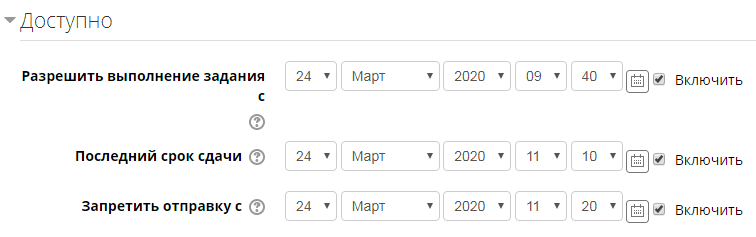 Доступно
Разрешить выполнение задания 24 Март 2020 09 40 Включить
с
Последний срок сдачи 24 Март 2020 11 10 Включить
Запретить отправку с 24 Март 2020 11 20 Включить